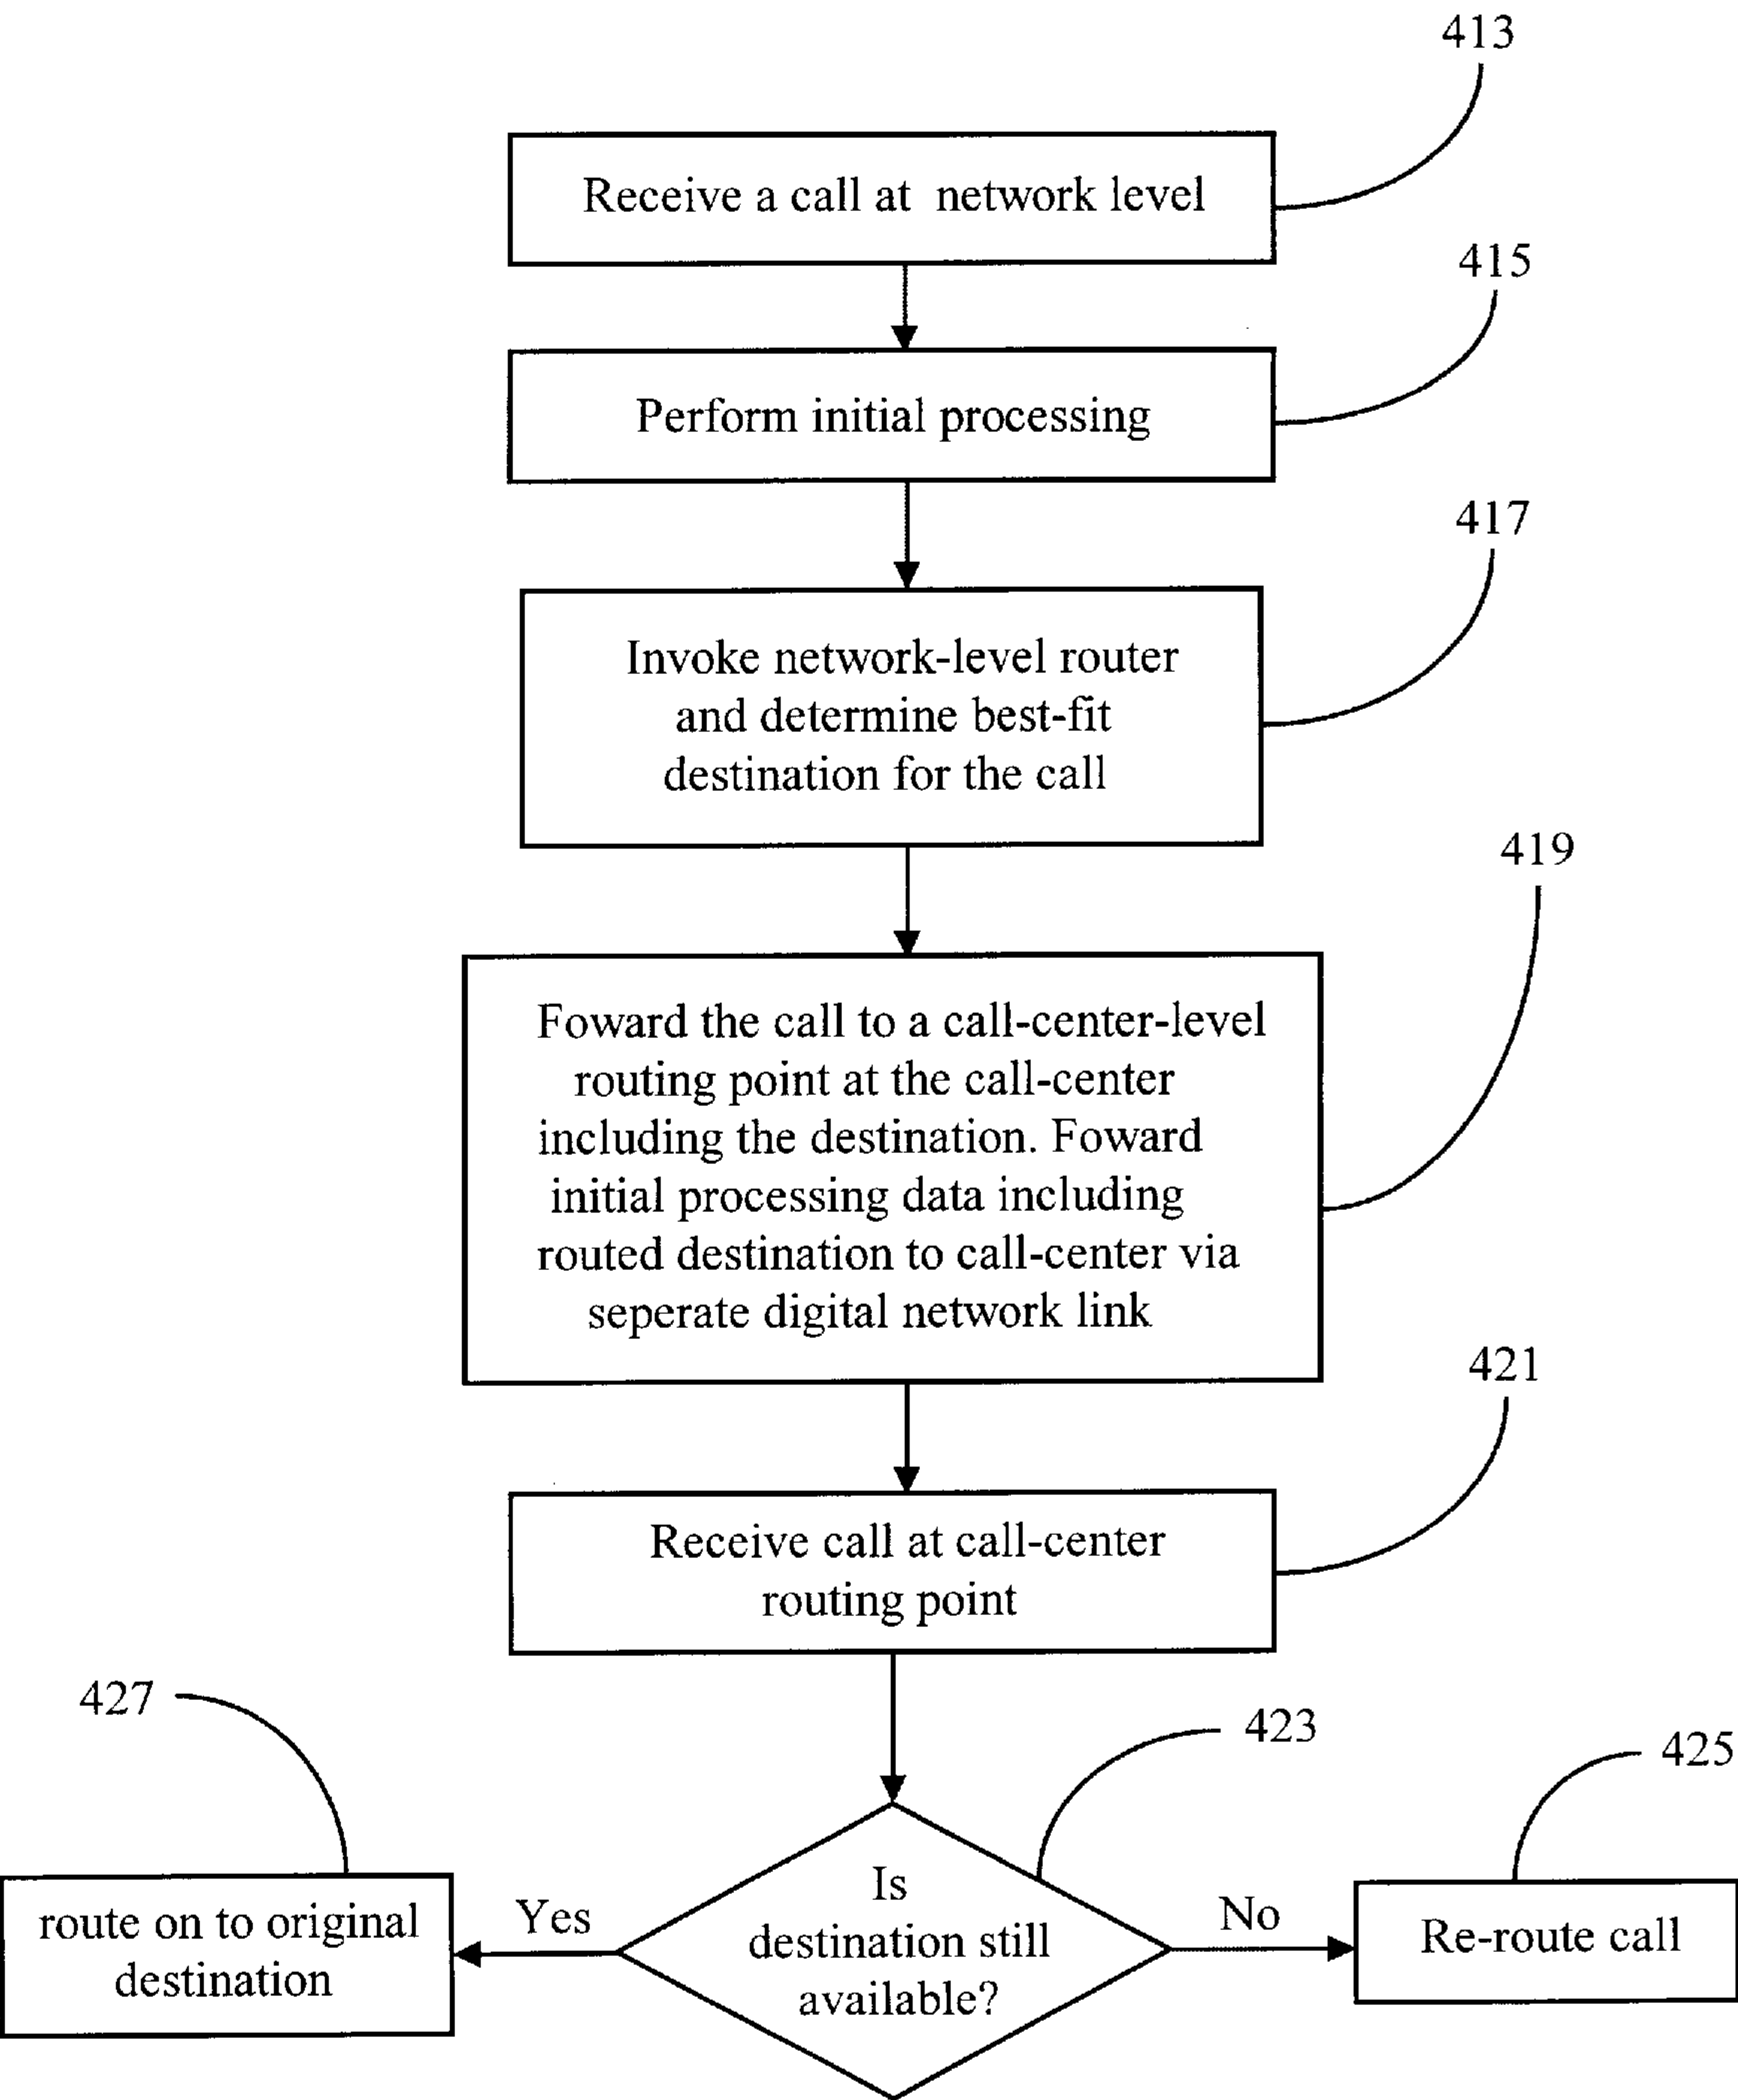 413
Receive a call at network level
415
Perform initial processing
417
Invoke network-level router
and determine best-fit
destination for the call
419
Foward the call to a call-center-level
routing point at the call-center
including the destination. Foward
initial processing data including
routed destination to call-center via
seperate digital network link
421
Receive call at call-center
routing point
427
423
425
Is
destination still
available?
Yes
No
route on to original
destination
Re-route call